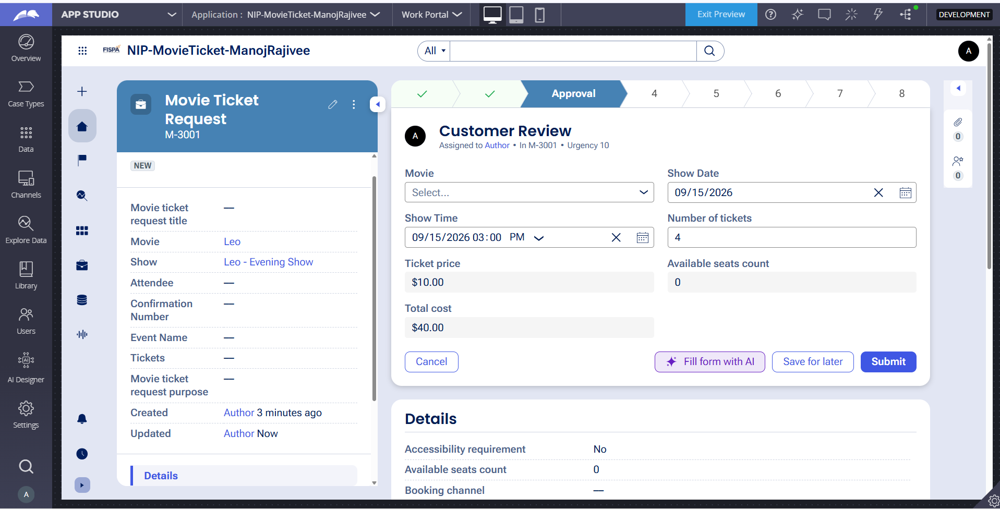 APP STUDIO
Application : NIP-MovieTicket-ManojRajivee
Work Portal
Exit Preview
DEVELOPMENT
Overview
Case Types
Data
Channels
Explore Data
Library
Users
AI
AI Designer
Settings
A
FISPA
NIP-MovieTicket-ManojRajivee
All
A
Movie Ticket
Request
M-3001
NEW
Movie ticket
request title
––
Movie
Leo
Show
Leo - Evening Show
Attendee
––
Confirmation
Number
––
Event Name
––
Tickets
––
Movie ticket
request purpose
––
Created
Author 3 minutes ago
Updated
Author Now
Details
Approval
4
5
6
7
8
A
Customer Review
Assigned to Author • In M-3001 • Urgency 10
Movie
Select...
Show Date
09/15/2026
Show Time
09/15/2026 03:00 PM
Number of tickets
4
Ticket price
$10.00
Available seats count
0
Total cost
$40.00
Cancel
Fill form with AI
Save for later
Submit
0
0
Details
Accessibility requirement
No
Available seats count
0
Booking channel
––